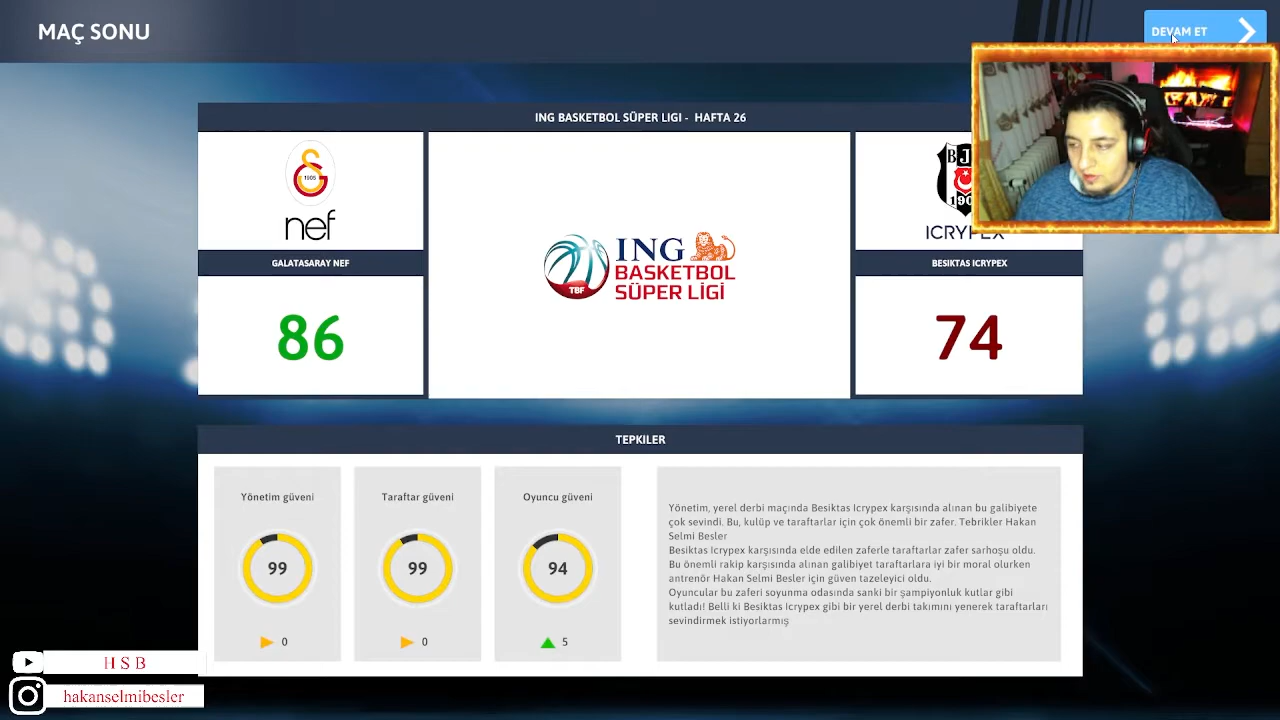 MAÇ SONU
DEVAM ET
ING BASKETBOL SÜPER LIGI - HAFTA 26
1905
nef
ING
BASKETBOL
SÜPER LİGİ
TBF
BJ
190
ICRYPEX
GALATASARAY NEF
BESIKTAS ICRYPEX
86
74
TEPKILER
Yönetim güveni
Taraftar güveni
Oyuncu güveni
99
99
94
0
0
5
Yönetim, yerel derbi maçında Besiktas Icrypex karşısında alınan bu galibiyete
çok sevindi. Bu, kulüp ve taraftarlar için çok önemli bir zafer. Tebrikler Hakan
Selmi Besler
Besiktas Icrypex karşısında elde edilen zaferle taraftarlar zafer sarhoşu oldu.
Bu önemli rakip karşısında alınan galibiyet taraftarlara iyi bir moral olurken
antrenör Hakan Selmi Besler için güven tazeleyici oldu.
Oyuncular bu zaferi soyunma odasında sanki bir şampiyonluk kutlar gibi
kutladı! Belli ki Besiktas Icrypex gibi bir yerel derbi takımını yenerek taraftarları
sevindirmek istiyorlarmış
H S B
hakanselmibesler